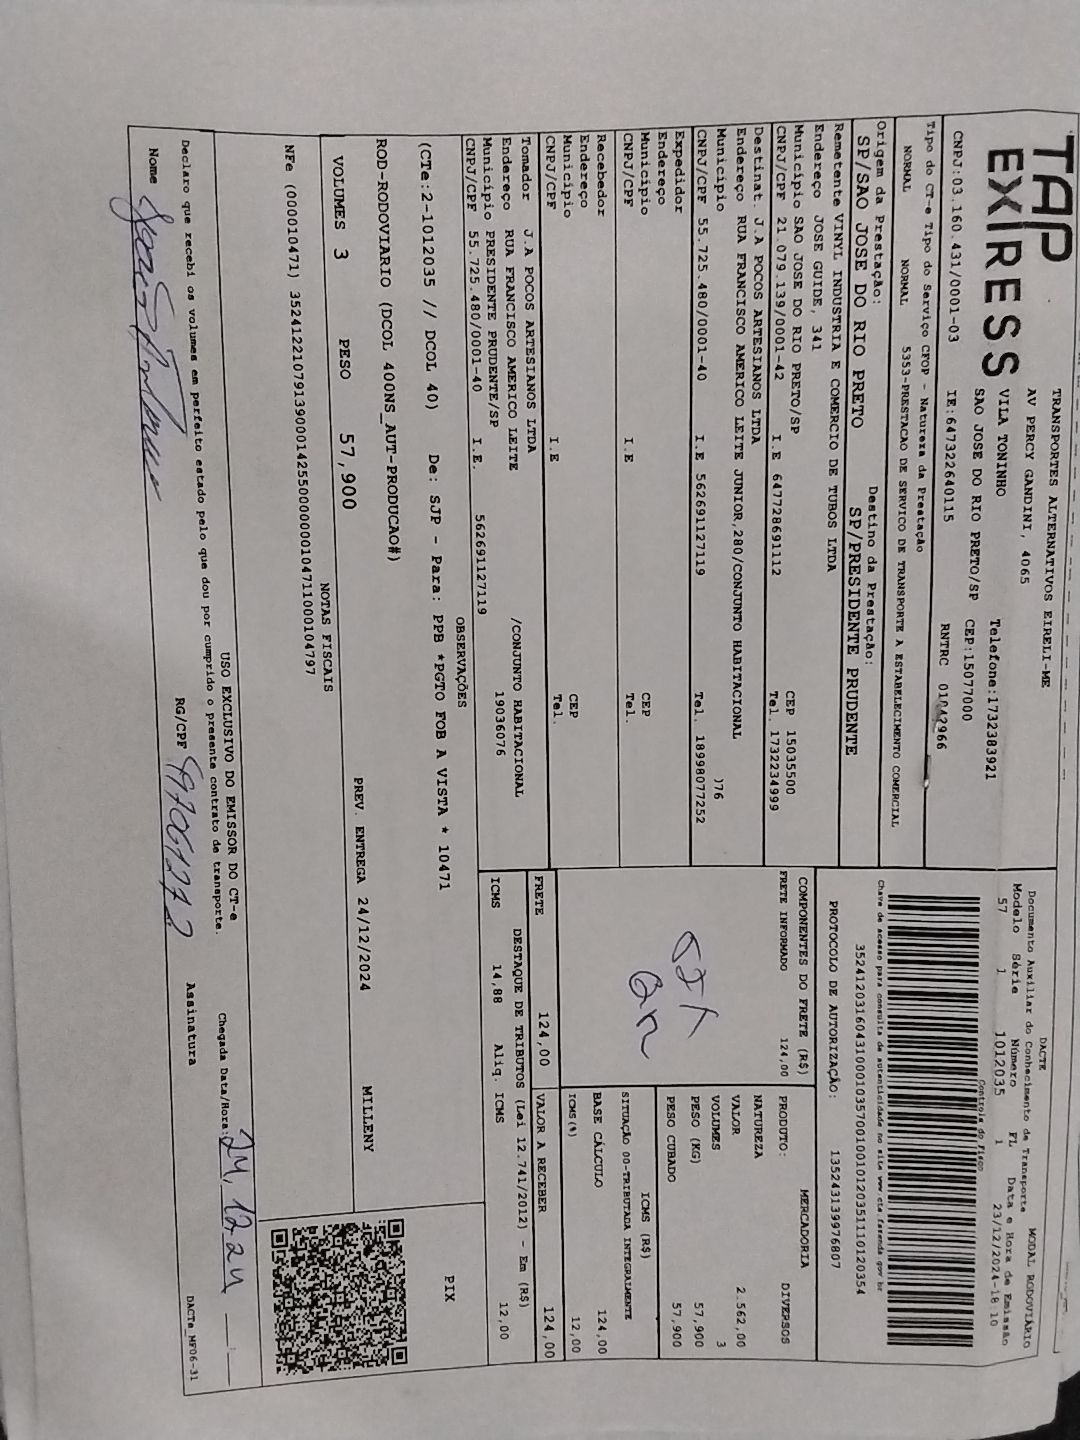 TAP
EXPRESS
TRANSPORTES ALTERNATIVOS EIRELI-ME
AV PERCY GANDINI, 4065
VILA TONINHO Telefone:1732383921
SAO JOSE DO RIO PRETO/SP CEP:15077000
CNPJ:03.160.431/0001-03 IE:647322640115 RNTRC 01042966
DACTE MODAL RODOVIÁRIO
Documento Auxiliar do Conhecimento de Transporte
Modelo Série Número FL Data e Hora de Emissão
57 1 1012035 1 23/12/2024-18:10
Controle do Fisco
Chave de acesso para consulta de autenticidade no site www.cte.fazenda.gov.br
35241203160431000103570010010120351110120354
PROTOCOLO DE AUTORIZAÇÃO: 135243139976807
Tipo do CT-e Tipo do Serviço CFOP - Natureza da Prestação
NORMAL NORMAL 5353-PRESTACAO DE SERVICO DE TRANSPORTE A ESTABELECIMENTO COMERCIAL
Origem da Prestação: Destino da Prestação:
SP/SAO JOSE DO RIO PRETO SP/PRESIDENTE PRUDENTE
Remetente VINYL INDUSTRIA E COMERCIO DE TUBOS LTDA
Endereço JOSE GUIDE, 341
Município SAO JOSE DO RIO PRETO/SP CEP 15035500
CNPJ/CPF 21.079.139/0001-42 I.E 647728691112 Tel. 1732234999
Destinat. J.A POCOS ARTESIANOS LTDA
Endereço RUA FRANCISCO AMERICO LEITE JUNIOR,280/CONJUNTO HABITACIONAL
Município )76
CNPJ/CPF 55.725.480/0001-40 I.E 562691127119 Tel. 18998077252
Expedidor
Endereço
Município CEP
CNPJ/CPF I.E Tel.
Recebedor
Endereço
Município CEP
CNPJ/CPF I.E Tel.
Tomador J.A POCOS ARTESIANOS LTDA
Endereço RUA FRANCISCO AMERICO LEITE /CONJUNTO HABITACIONAL
Município PRESIDENTE PRUDENTE/SP 19036076
CNPJ/CPF 55.725.480/0001-40 I.E. 562691127119
COMPONENTES DO FRETE (R$)
FRETE INFORMADO 124,00
PRODUTO: MERCADORIA
NATUREZA DIVERSOS
VALOR 2.562,00
VOLUMES 3
PESO (KG) 57,900
PESO CUBADO 57,900
ICMS (R$)
SITUAÇÃO 00-TRIBUTADA INTEGRALMENTE
BASE CÁLCULO 124,00
ICMS(%) 12,00
FRETE 124,00 VALOR A RECEBER 124,00
DESTAQUE DE TRIBUTOS (Lei 12.741/2012) - Em (R$)
ICMS 14,88 Aliq. ICMS 12,00
OBSERVAÇÕES
(CTe:2-1012035 // DCOL 40) De: SJP - Para: PPB *PGTO FOB A VISTA * 10471
ROD-RODOVIARIO (DCOL 400NS_AUT-PRODUCAO#)
PIX
VOLUMES 3 PESO 57,900 PREV. ENTREGA 24/12/2024 MILLENY
NOTAS FISCAIS
NFe (000010471) 35241221079139000142550000000104711000104797
USO EXCLUSIVO DO EMISSOR DO CT-e
Declaro que recebi os volumes em perfeito estado pelo que dou por cumprido o presente contrato de transporte.
Chegada Data/Hora: 24, 12, 24
Nome RG/CPF Assinatura
DACTe_MF06-31